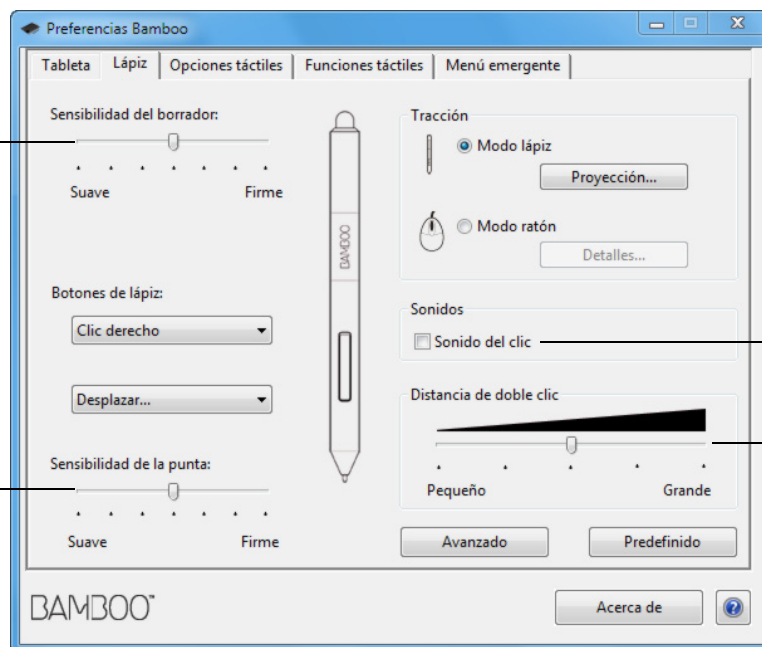 Preferencias Bamboo
Tableta Lápiz Opciones táctiles Funciones táctiles Menú emergente
Sensibilidad del borrador:
Suave Firme
Botones de lápiz:
Clic derecho
Desplazar...
Sensibilidad de la punta:
Suave Firme
BAMBOO
Tracción
Modo lápiz
Proyección...
Modo ratón
Detalles...
Sonidos
Sonido del clic
Distancia de doble clic
Pequeño Grande
Avanzado Predefinido
BAMBOO™ Acerca de ?